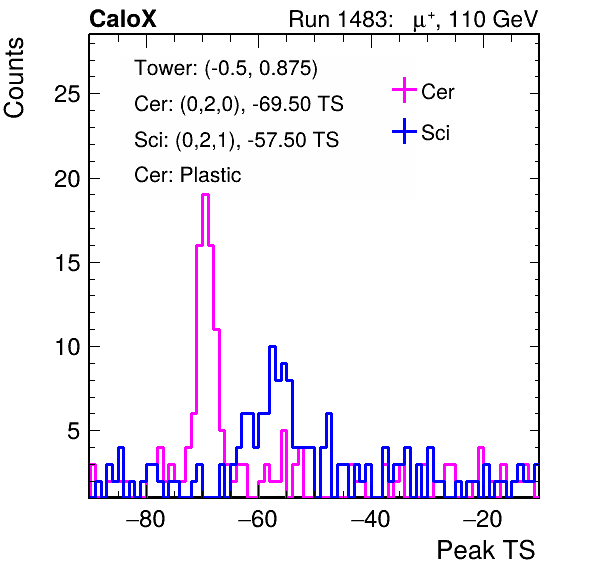 CaloX Run 1483: μ⁺, 110 GeV
Counts
Tower: (-0.5, 0.875)
Cer: (0,2,0), -69.50 TS
Sci: (0,2,1), -57.50 TS
Cer: Plastic
Cer
Sci
25
20
15
10
5
−80 −60 −40 −20
Peak TS